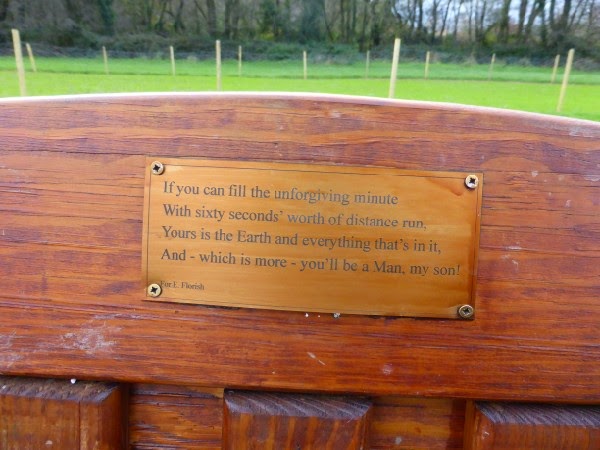 If you can fill the unforgiving minute
With sixty seconds' worth of distance run,
Yours is the Earth and everything that's in it,
And - which is more - you'll be a Man, my son!
E. Florish